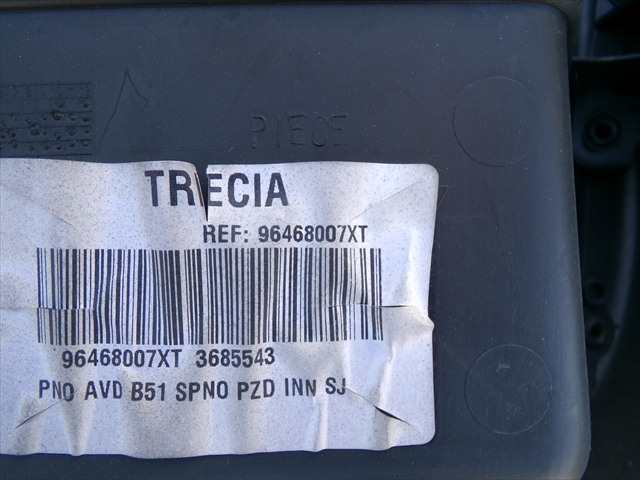 PIECE
TRECIA
REF: 96468007XT
96468007XT 3685543
PNO AVD B51 SPNO PZD INN SJ